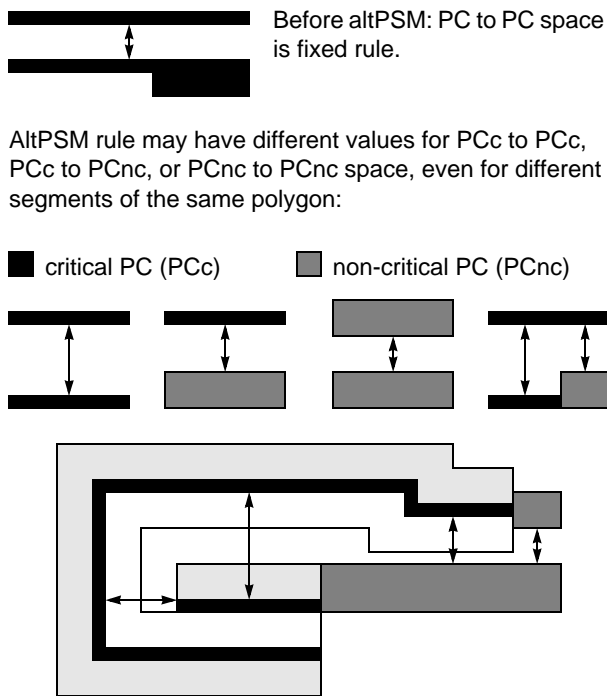 Before altPSM: PC to PC space
is fixed rule.
AltPSM rule may have different values for PCc to PCc,
PCc to PCnc, or PCnc to PCnc space, even for different
segments of the same polygon:
critical PC (PCc)
non-critical PC (PCnc)